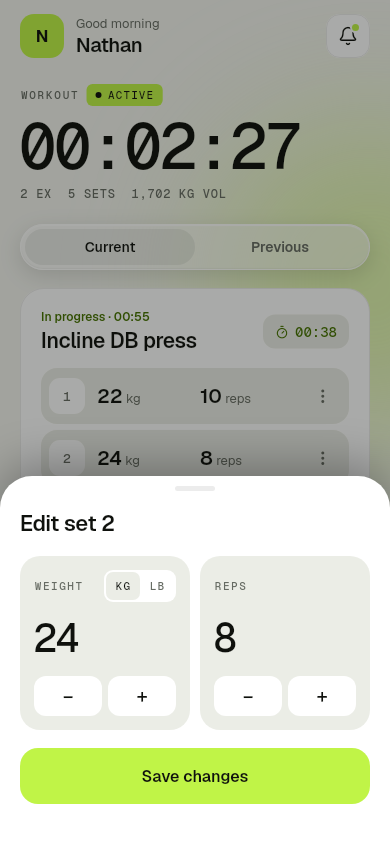 N
Good morning
Nathan
WORKOUT ACTIVE
00:02:27
2 EX 5 SETS 1,702 KG VOL
Current Previous
In progress · 00:55
Incline DB press
00:38
1 22 kg 10 reps
2 24 kg 8 reps
Edit set 2
WEIGHT KG LB
24
− +
REPS
8
− +
Save changes